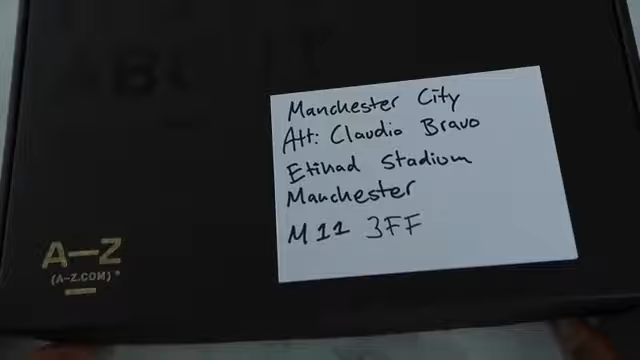 Manchester City
Att: Claudio Bravo
Etihad Stadium
Manchester
M11 3FF
A–Z
(A-Z.COM)